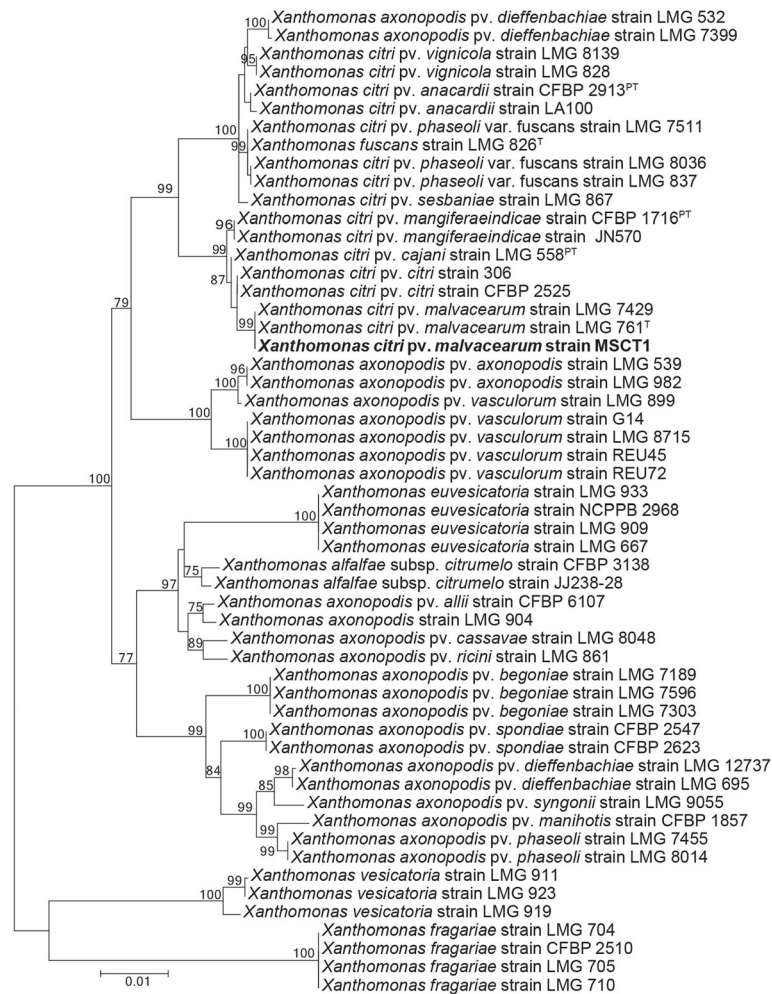 Xanthomonas axonopodis pv. dieffenbachiae strain LMG 532
100
Xanthomonas axonopodis pv. dieffenbachiae strain LMG 7399
Xanthomonas citri pv. vignicola strain LMG 8139
95
Xanthomonas citri pv. vignicola strain LMG 828
Xanthomonas citri pv. anacardii strain CFBP 2913PT
Xanthomonas citri pv. anacardii strain LA100
100
Xanthomonas citri pv. phaseoli var. fuscans strain LMG 7511
99
Xanthomonas fuscans strain LMG 826T
Xanthomonas citri pv. phaseoli var. fuscans strain LMG 8036
Xanthomonas citri pv. phaseoli var. fuscans strain LMG 837
99
Xanthomonas citri pv. sesbaniae strain LMG 867
96
Xanthomonas citri pv. mangiferaeindicae strain CFBP 1716PT
Xanthomonas citri pv. mangiferaeindicae strain JN570
99
Xanthomonas citri pv. cajani strain LMG 558PT
87
Xanthomonas citri pv. citri strain 306
Xanthomonas citri pv. citri strain CFBP 2525
79
Xanthomonas citri pv. malvacearum strain LMG 7429
99
Xanthomonas citri pv. malvacearum strain LMG 761T
Xanthomonas citri pv. malvacearum strain MSCT1
96
Xanthomonas axonopodis pv. axonopodis strain LMG 539
100
Xanthomonas axonopodis pv. axonopodis strain LMG 982
Xanthomonas axonopodis pv. vasculorum strain LMG 899
100
Xanthomonas axonopodis pv. vasculorum strain G14
100
Xanthomonas axonopodis pv. vasculorum strain LMG 8715
Xanthomonas axonopodis pv. vasculorum strain REU45
Xanthomonas axonopodis pv. vasculorum strain REU72
100
Xanthomonas euvesicatoria strain LMG 933
Xanthomonas euvesicatoria strain NCPPB 2968
100
Xanthomonas euvesicatoria strain LMG 909
Xanthomonas euvesicatoria strain LMG 667
75
Xanthomonas alfalfae subsp. citrumelo strain CFBP 3138
97
Xanthomonas alfalfae subsp. citrumelo strain JJ238-28
75
Xanthomonas axonopodis pv. allii strain CFBP 6107
Xanthomonas axonopodis strain LMG 904
89
Xanthomonas axonopodis pv. cassavae strain LMG 8048
77
Xanthomonas axonopodis pv. ricini strain LMG 861
Xanthomonas axonopodis pv. begoniae strain LMG 7189
100
Xanthomonas axonopodis pv. begoniae strain LMG 7596
Xanthomonas axonopodis pv. begoniae strain LMG 7303
99
100
Xanthomonas axonopodis pv. spondiae strain CFBP 2547
Xanthomonas axonopodis pv. spondiae strain CFBP 2623
84
98
Xanthomonas axonopodis pv. dieffenbachiae strain LMG 12737
85
Xanthomonas axonopodis pv. dieffenbachiae strain LMG 695
99
Xanthomonas axonopodis pv. syngonii strain LMG 9055
Xanthomonas axonopodis pv. manihotis strain CFBP 1857
99
Xanthomonas axonopodis pv. phaseoli strain LMG 7455
99
Xanthomonas axonopodis pv. phaseoli strain LMG 8014
99
Xanthomonas vesicatoria strain LMG 911
100
Xanthomonas vesicatoria strain LMG 923
Xanthomonas vesicatoria strain LMG 919
Xanthomonas fragariae strain LMG 704
100
Xanthomonas fragariae strain CFBP 2510
Xanthomonas fragariae strain LMG 705
Xanthomonas fragariae strain LMG 710
0.01